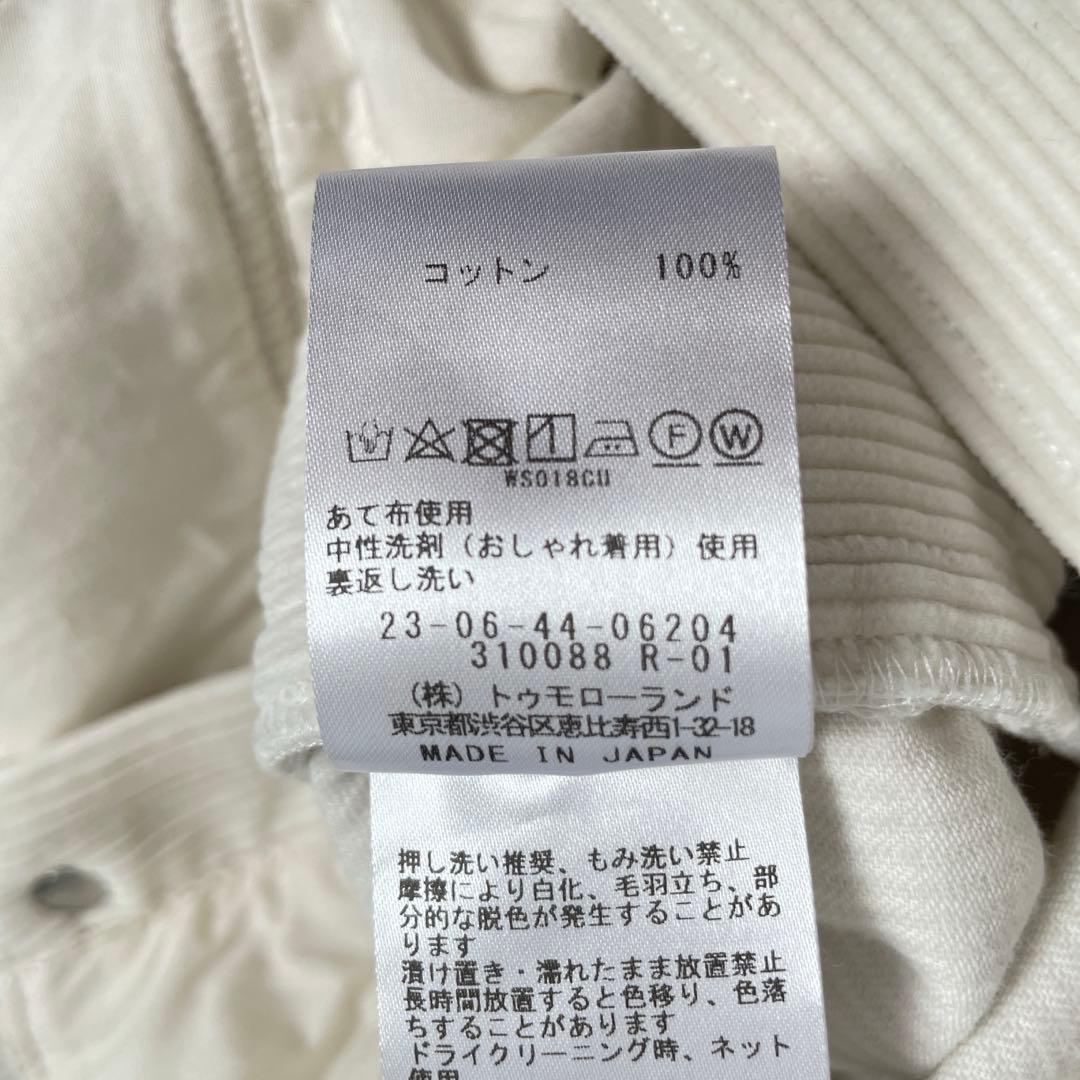 コットン 100%
F W
WS018CU
あて布使用
中性洗剤(おしゃれ着用)使用
裏返し洗い
23-06-44-06204
310088 R-01
(株)トゥモローランド
東京都渋谷区恵比寿西1-32-18
MADE IN JAPAN
押し洗い推奨、もみ洗い禁止
摩擦により白化、毛羽立ち、部
分的な脱色が発生することがあ
ります
漬け置き・濡れたまま放置禁止
長時間放置すると色移り、色落
ちすることがあります
ドライクリーニング時、ネット
使用